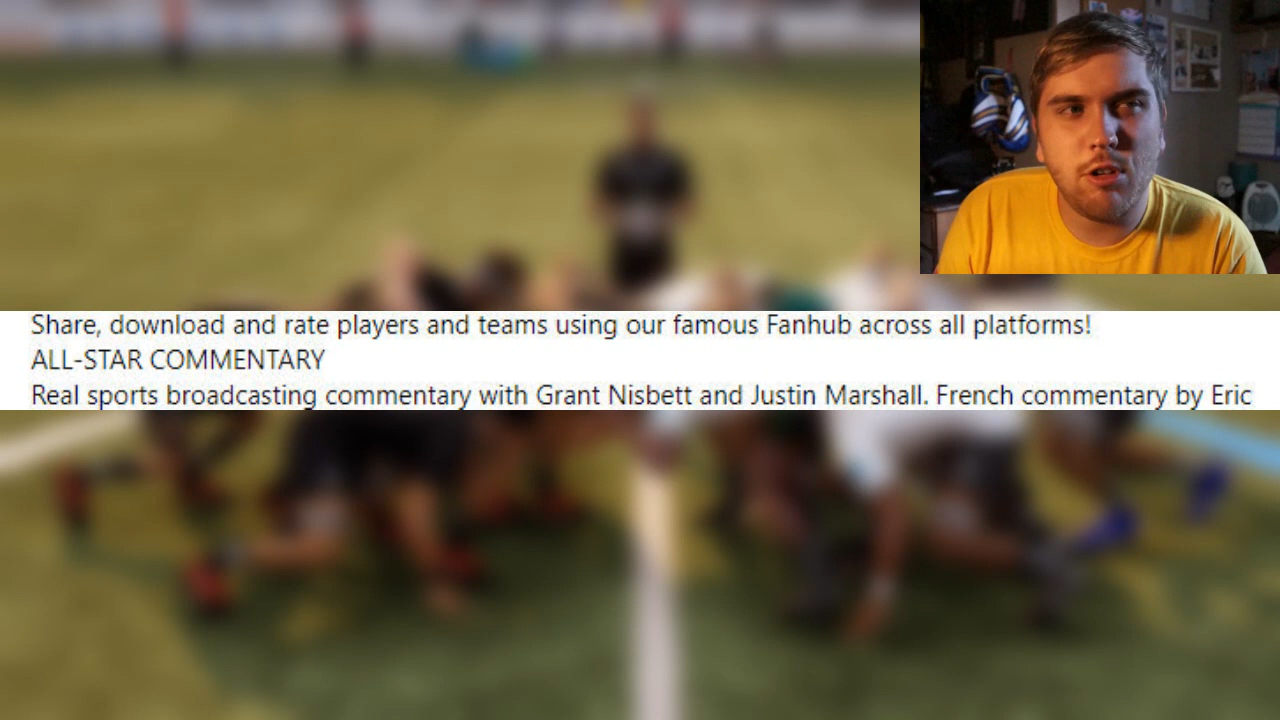 Share, download and rate players and teams using our famous Fanhub across all platforms!
ALL-STAR COMMENTARY
Real sports broadcasting commentary with Grant Nisbett and Justin Marshall. French commentary by Eric